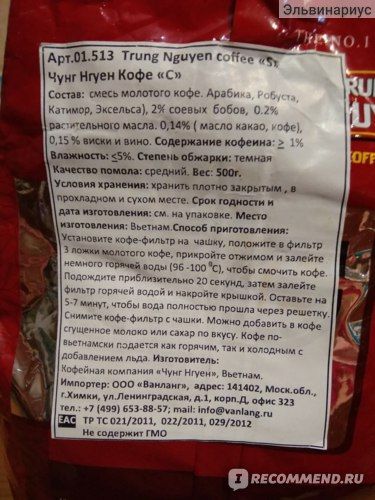 Эльвинариус
THE NO.1
Арт.01.513 Trung Nguyen coffee «S»
Чунг Нгуен Кофе «С»
Состав: смесь молотого кофе. Арабика, Робуста,
Катимор, Эксельса), 2% соевых бобов, 0.2%
растительного масла. 0,14% ( масло какао, кофе),
0,15 % виски и вино. Содержание кофеина: ≥ 1%
Влажность: ≤5%. Степень обжарки: темная
Качество помола: средний. Вес: 500г.
Условия хранения: хранить плотно закрытым , в
прохладном и сухом месте. Срок годности и
дата изготовления: см. на упаковке. Место
изготовления: Вьетнам.Способ приготовления:
Установите кофе-фильтр на чашку, положите в фильтр
3 ложки молотого кофе, прикройте отжимом и залейте
немного горячей воды (96 -100 ⁰С), чтобы смочить кофе.
Подождите приблизительно 20 секунд, затем залейте
фильтр горячей водой и накройте крышкой. Оставьте на
5-7 минут, чтобы вода полностью прошла через решетку.
Снимите кофе-фильтр с чашки. Можно добавить в кофе
сгущенное молоко или сахар по вкусу. Кофе по-
вьетнамски подается как горячим, так и холодным с
добавлением льда. Изготовитель:
Кофейная компания «Чунг Нгуен», Вьетнам.
Импортер: ООО «Ванланг», адрес: 141402, Моск.обл.,
г.Химки, ул.Ленинградская, д.1, корп.Д, офис 323
тел.: +7 (499) 653-88-57; mail: info@vanlang.ru
EAC ТР ТС 021/2011, 022/2011, 029/2012
Не содержит ГМО
I RECOMMEND.RU